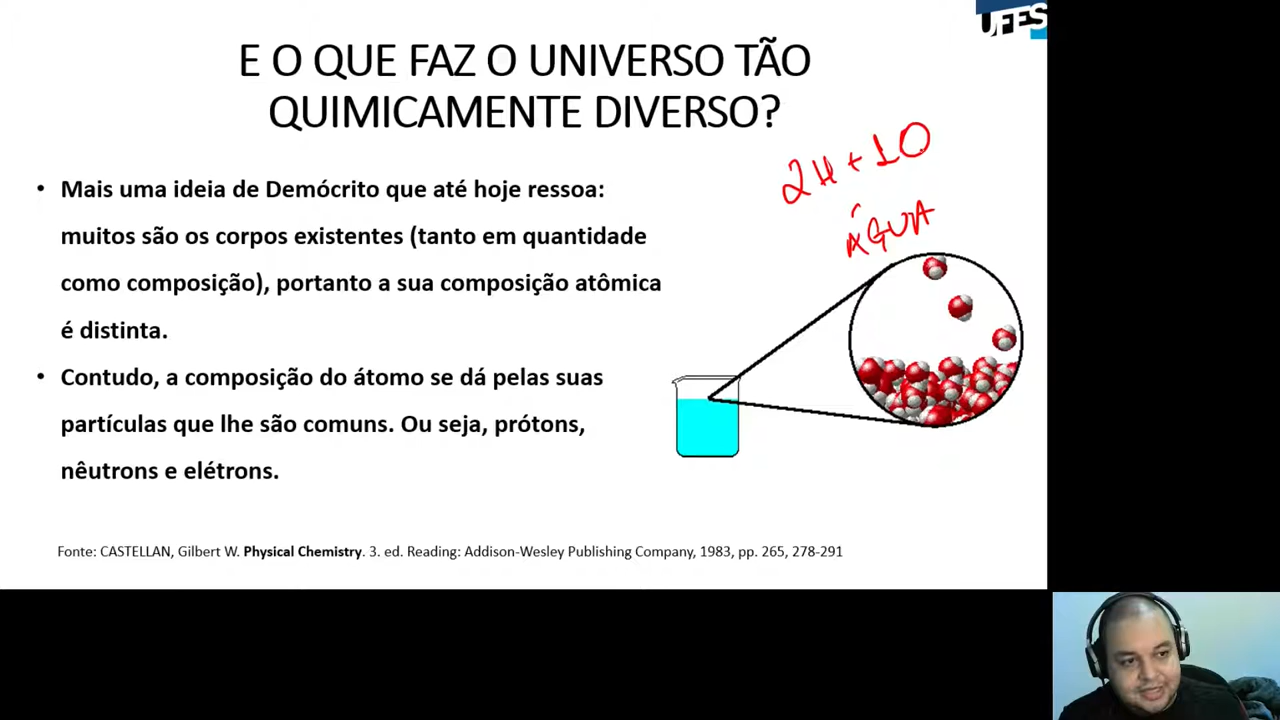 UFES
E O QUE FAZ O UNIVERSO TÃO
QUIMICAMENTE DIVERSO?
2H + 1O
ÁGUA
• Mais uma ideia de Demócrito que até hoje ressoa:
muitos são os corpos existentes (tanto em quantidade
como composição), portanto a sua composição atômica
é distinta.
• Contudo, a composição do átomo se dá pelas suas
partículas que lhe são comuns. Ou seja, prótons,
nêutrons e elétrons.
Fonte: CASTELLAN, Gilbert W. Physical Chemistry. 3. ed. Reading: Addison-Wesley Publishing Company, 1983, pp. 265, 278-291